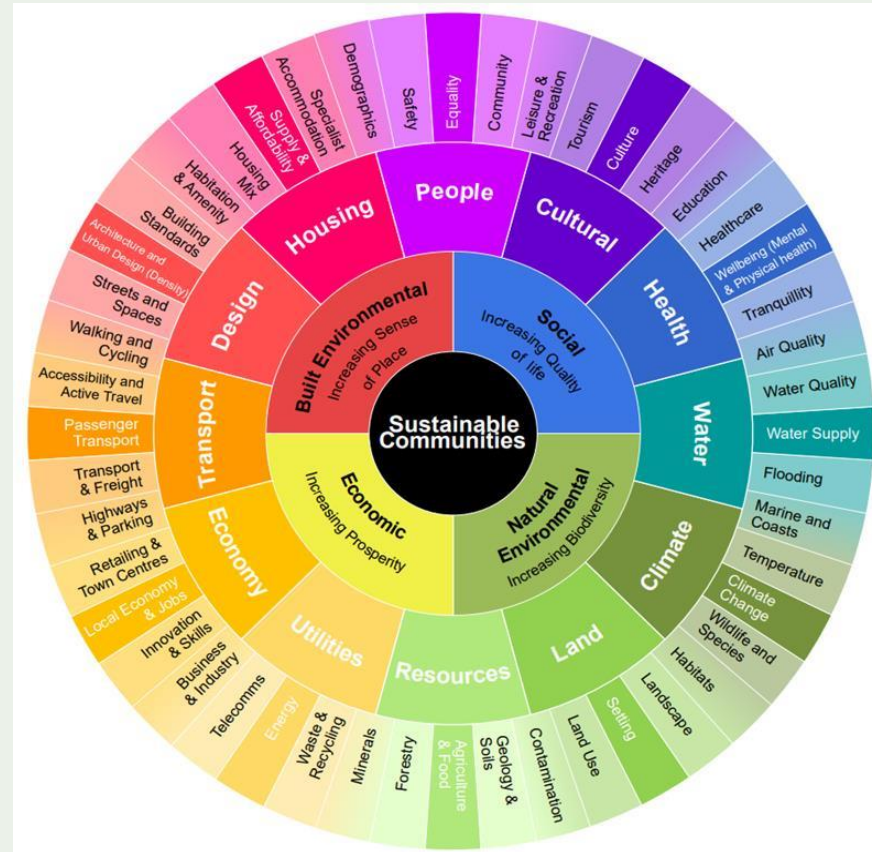 Sustainable
Communities
Built Environmental
Increasing Sense
of Place
Social
Increasing Quality
of life
Natural
Environmental
Increasing Biodiversity
Economic
Increasing Prosperity
People
Cultural
Health
Water
Climate
Land
Resources
Utilities
Economy
Transport
Design
Housing
Equality
Community
Leisure &
Recreation
Tourism
Culture
Heritage
Education
Healthcare
Wellbeing (Mental
& Physical health)
Tranquillity
Air Quality
Water Quality
Water Supply
Flooding
Marine and
Coasts
Temperature
Climate
Change
Wildlife and
Species
Habitats
Landscape
Setting
Land Use
Contamination
Geology &
Soils
Agriculture
& Food
Forestry
Minerals
Waste &
Recycling
Energy
Telecomms
Business
& Industry
Innovation
& Skills
Local Economy
& Jobs
Retailing &
Town Centres
Highways
& Parking
Transport
& Freight
Passenger
Transport
Accessibility and
Active Travel
Walking and
Cycling
Streets and
Spaces
Architecture and
Urban Design (Density)
Building
Standards
Habitation
& Amenity
Housing
Mix
Supply &
Affordability
Specialist
Accommodation
Demographics
Safety